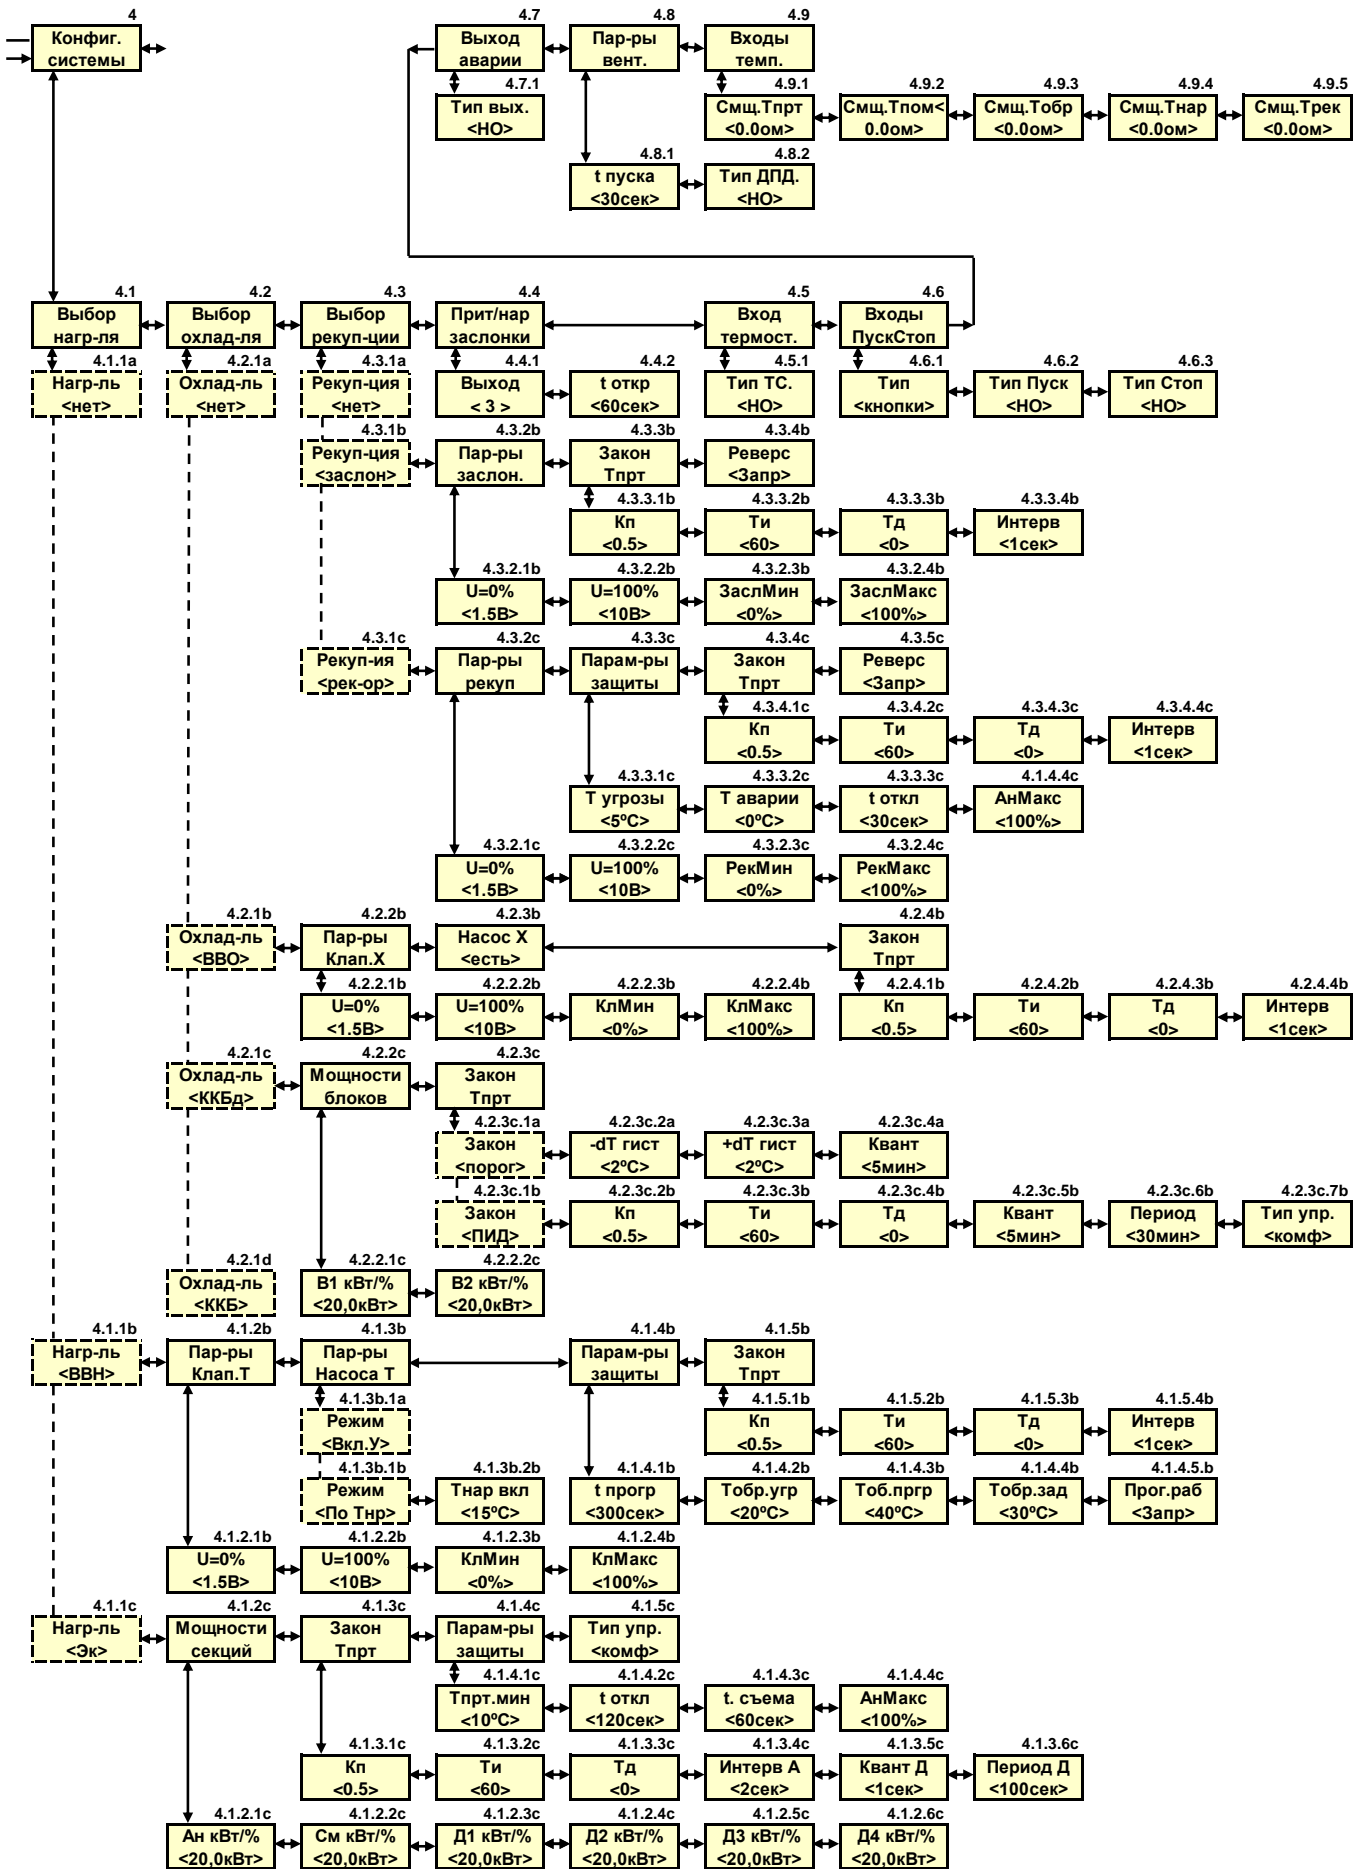 4
Конфиг.
системы
4.7
Выход
аварии
4.8
Пар-ры
вент.
4.9
Входы
темп.
4.7.1
Тип вых.
<НО>
4.9.1
Смщ.Тпрт
<0.0ом>
4.9.2
Смщ.Тпом<
0.0ом>
4.9.3
Смщ.Тобр
<0.0ом>
4.9.4
Смщ.Тнар
<0.0ом>
4.9.5
Смщ.Трек
<0.0ом>
4.8.1
t пуска
<30сек>
4.8.2
Тип ДПД.
<НО>
4.1
Выбор
нагр-ля
4.2
Выбор
охлад-ля
4.3
Выбор
рекуп-ции
4.4
Прит/нар
заслонки
4.5
Вход
термост.
4.6
Входы
ПускСтоп
4.1.1a
Нагр-ль
<нет>
4.2.1a
Охлад-ль
<нет>
4.3.1a
Рекуп-ция
<нет>
4.4.1
Выход
< 3 >
4.4.2
t откр
<60сек>
4.5.1
Тип ТС.
<НО>
4.6.1
Тип
<кнопки>
4.6.2
Тип Пуск
<НО>
4.6.3
Тип Стоп
<НО>
4.3.1b
Рекуп-ция
<заслон>
4.3.2b
Пар-ры
заслон.
4.3.3b
Закон
Тпрт
4.3.4b
Реверс
<Запр>
4.3.3.1b
Кп
<0.5>
4.3.3.2b
Ти
<60>
4.3.3.3b
Тд
<0>
4.3.3.4b
Интерв
<1сек>
4.3.2.1b
U=0%
<1.5В>
4.3.2.2b
U=100%
<10В>
4.3.2.3b
ЗаслМин
<0%>
4.3.2.4b
ЗаслМакс
<100%>
4.3.1c
Рекуп-ия
<рек-ор>
4.3.2c
Пар-ры
рекуп
4.3.3c
Парам-ры
защиты
4.3.4c
Закон
Тпрт
4.3.5c
Реверс
<Запр>
4.3.4.1c
Кп
<0.5>
4.3.4.2c
Ти
<60>
4.3.4.3c
Тд
<0>
4.3.4.4c
Интерв
<1сек>
4.3.3.1c
Т угрозы
<5ºС>
4.3.3.2c
Т аварии
<0ºС>
4.3.3.3c
t откл
<30сек>
4.1.4.4c
АнМакс
<100%>
4.3.2.1c
U=0%
<1.5В>
4.3.2.2c
U=100%
<10В>
4.3.2.3c
РекМин
<0%>
4.3.2.4c
РекМакс
<100%>
4.2.1b
Охлад-ль
<ВВО>
4.2.2b
Пар-ры
Клап.Х
4.2.3b
Насос Х
<есть>
4.2.4b
Закон
Тпрт
4.2.2.1b
U=0%
<1.5В>
4.2.2.2b
U=100%
<10В>
4.2.2.3b
КлМин
<0%>
4.2.2.4b
КлМакс
<100%>
4.2.4.1b
Кп
<0.5>
4.2.4.2b
Ти
<60>
4.2.4.3b
Тд
<0>
4.2.4.4b
Интерв
<1сек>
4.2.1c
Охлад-ль
<ККБд>
4.2.2c
Мощности
блоков
4.2.3c
Закон
Тпрт
4.2.3c.1a
Закон
<порог>
4.2.3c.2a
-dT гист
<2ºС>
4.2.3c.3a
+dT гист
<2ºС>
4.2.3c.4a
Квант
<5мин>
4.2.3c.1b
Закон
<ПИД>
4.2.3c.2b
Кп
<0.5>
4.2.3c.3b
Ти
<60>
4.2.3c.4b
Тд
<0>
4.2.3c.5b
Квант
<5мин>
4.2.3c.6b
Период
<30мин>
4.2.3c.7b
Тип упр.
<комф>
4.2.1d
Охлад-ль
<ККБ>
4.2.2.1c
В1 кВт/%
<20,0кВт>
4.2.2.2c
В2 кВт/%
<20,0кВт>
4.1.1b
Нагр-ль
<ВВН>
4.1.2b
Пар-ры
Клап.Т
4.1.3b
Пар-ры
Насоса Т
4.1.4b
Парам-ры
защиты
4.1.5b
Закон
Тпрт
4.1.3b.1a
Режим
<Вкл.У>
4.1.5.1b
Кп
<0.5>
4.1.5.2b
Ти
<60>
4.1.5.3b
Тд
<0>
4.1.5.4b
Интерв
<1сек>
4.1.3b.1b
Режим
<По Тнр>
4.1.3b.2b
Тнар вкл
<15ºС>
4.1.4.1b
t прогр
<300сек>
4.1.4.2b
Тобр.угр
<20ºС>
4.1.4.3b
Тоб.пргр
<40ºС>
4.1.4.4b
Тобр.зад
<30ºС>
4.1.4.5.b
Прог.раб
<Запр>
4.1.2.1b
U=0%
<1.5В>
4.1.2.2b
U=100%
<10В>
4.1.2.3b
КлМин
<0%>
4.1.2.4b
КлМакс
<100%>
4.1.1c
Нагр-ль
<Эк>
4.1.2c
Мощности
секций
4.1.3c
Закон
Тпрт
4.1.4c
Парам-ры
защиты
4.1.5c
Тип упр.
<комф>
4.1.4.1c
Тпрт.мин
<10ºС>
4.1.4.2c
t откл
<120сек>
4.1.4.3c
t. съема
<60сек>
4.1.4.4c
АнМакс
<100%>
4.1.3.1c
Кп
<0.5>
4.1.3.2c
Ти
<60>
4.1.3.3c
Тд
<0>
4.1.3.4c
Интерв А
<2сек>
4.1.3.5c
Квант Д
<1сек>
4.1.3.6c
Период Д
<100сек>
4.1.2.1c
Ан кВт/%
<20,0кВт>
4.1.2.2c
См кВт/%
<20,0кВт>
4.1.2.3c
Д1 кВт/%
<20,0кВт>
4.1.2.4c
Д2 кВт/%
<20,0кВт>
4.1.2.5c
Д3 кВт/%
<20,0кВт>
4.1.2.6c
Д4 кВт/%
<20,0кВт>